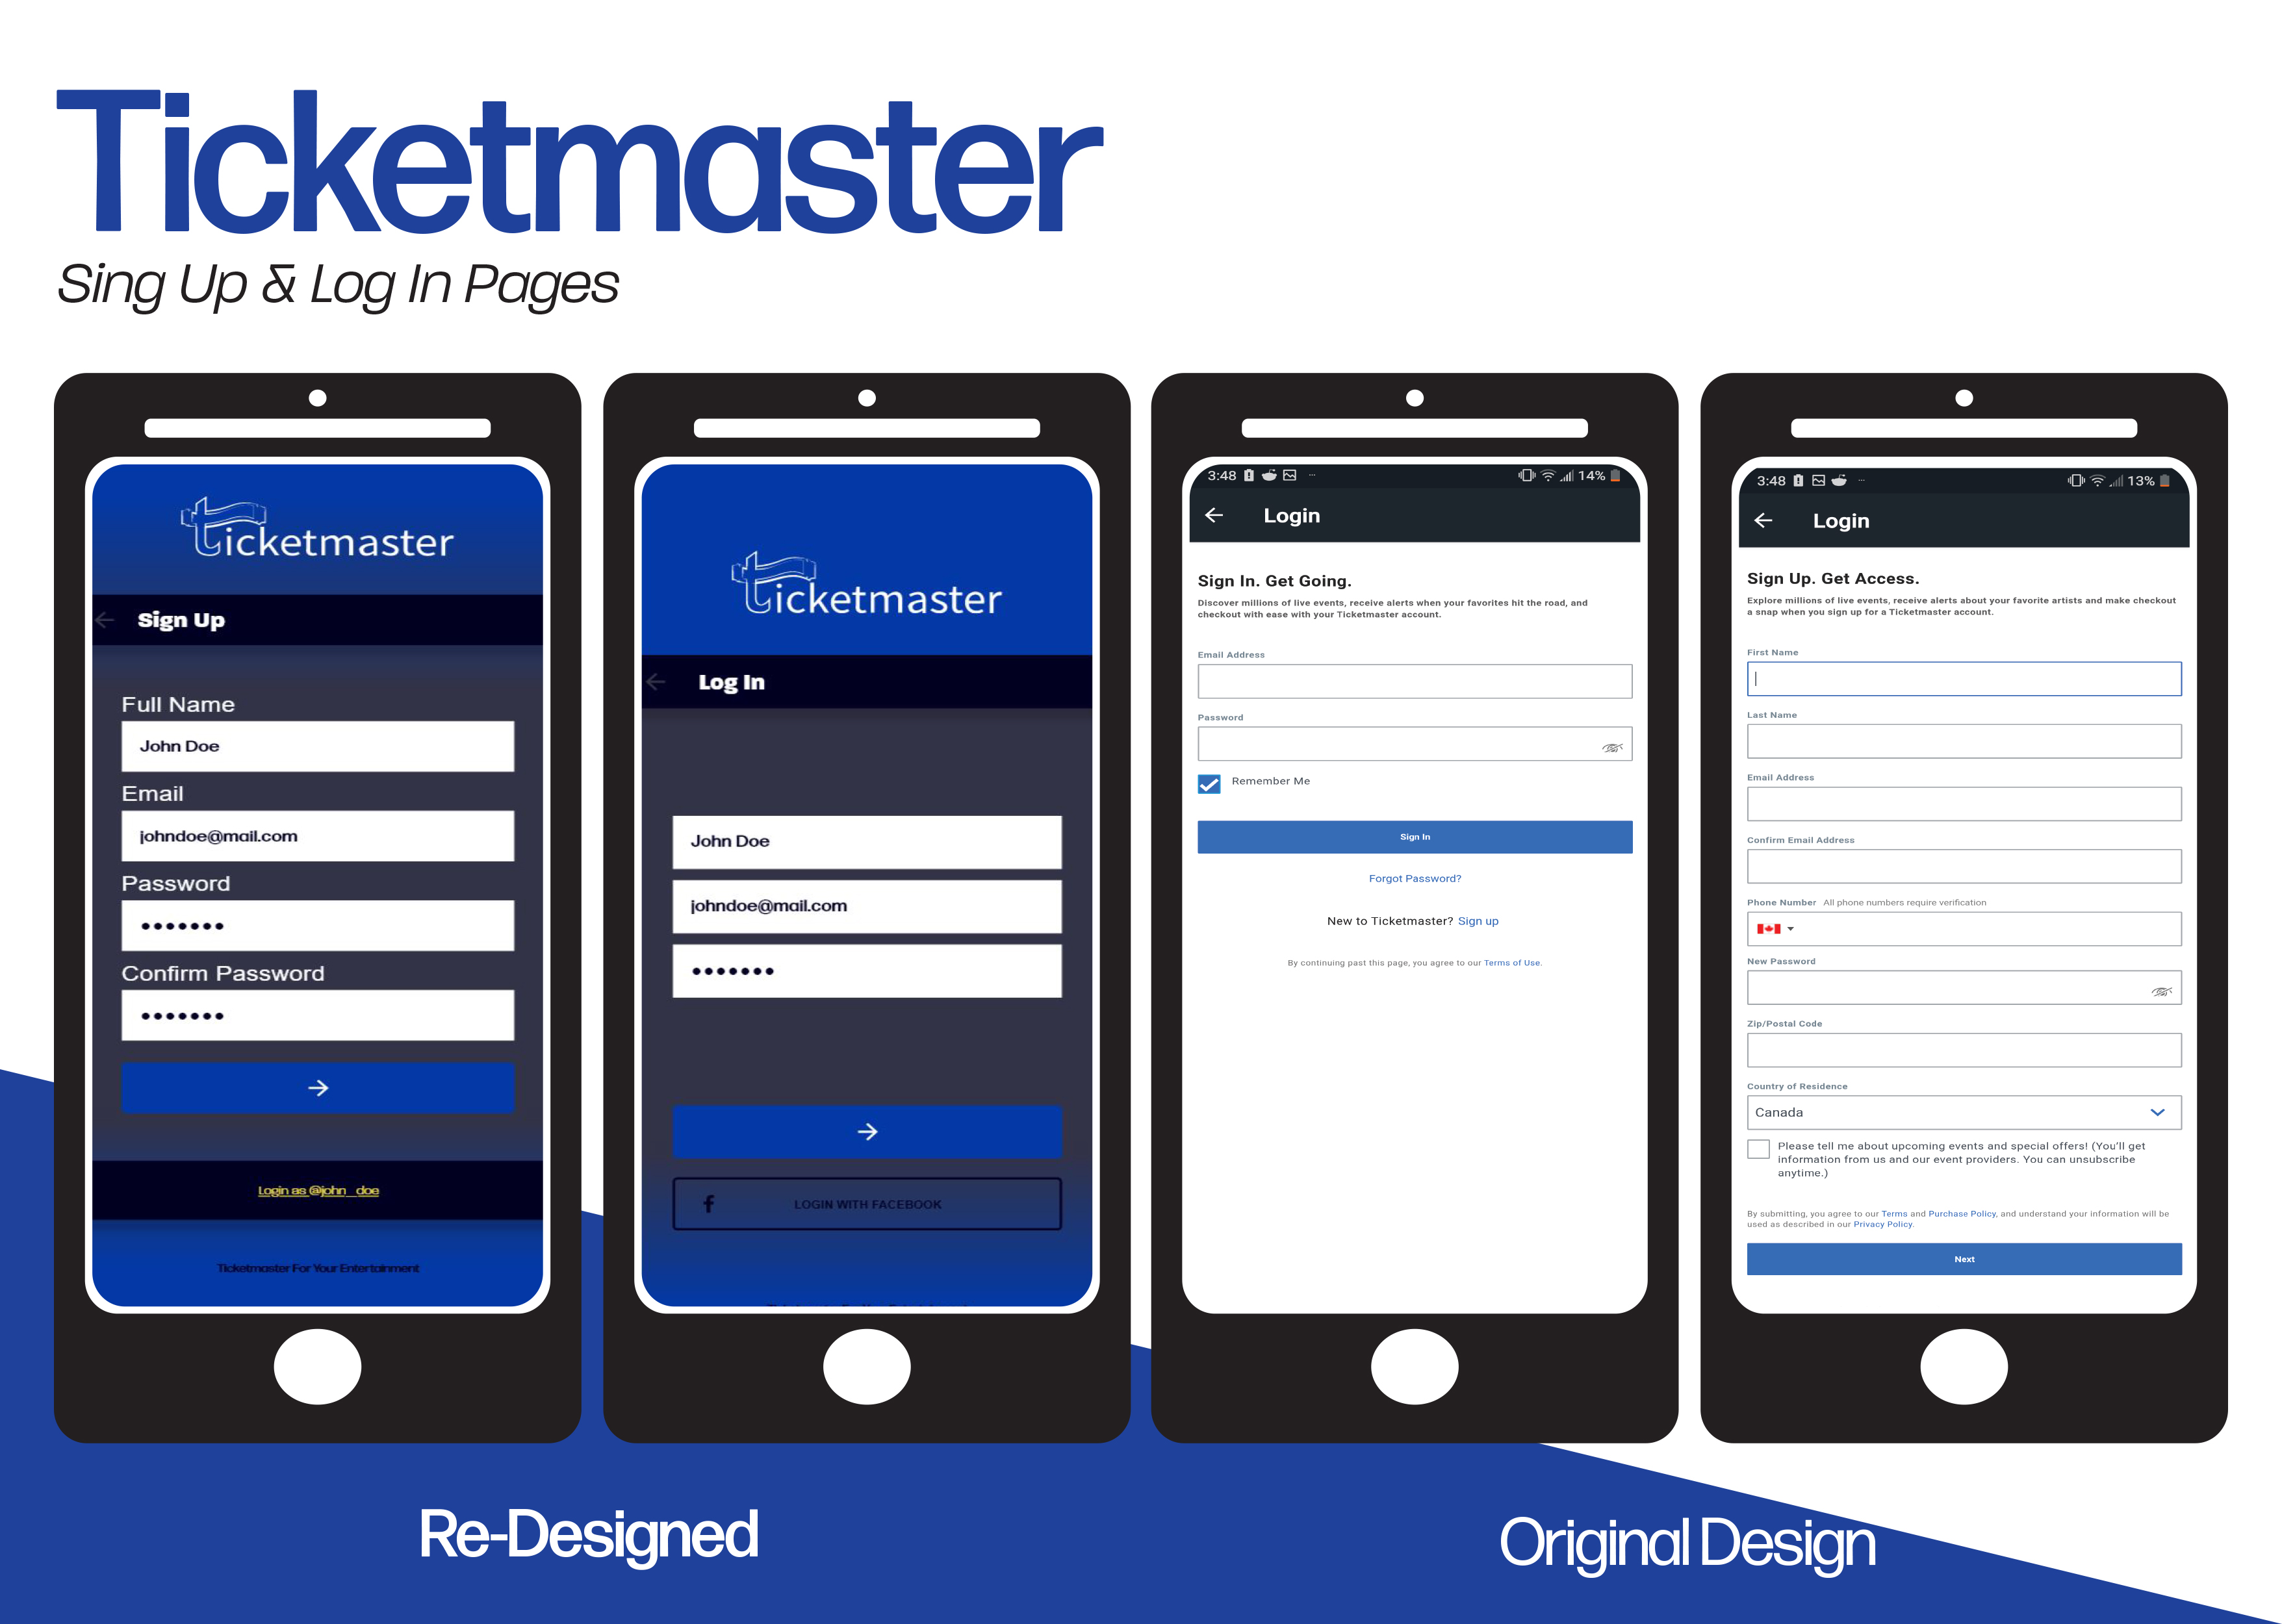 Ticketmaster
Sing Up & Log In Pages
ticketmaster
Sign Up
Full Name
John Doe
Email
johndoe@mail.com
Password
•••••••
Confirm Password
•••••••
Login as @john_doe
Ticketmaster For Your Entertainment
ticketmaster
Log In
John Doe
johndoe@mail.com
•••••••
LOGIN WITH FACEBOOK
3:48 14%
Login
Sign In. Get Going.
Discover millions of live events, receive alerts when your favorites hit the road, and
checkout with ease with your Ticketmaster account.
Email Address
Password
Remember Me
Sign In
Forgot Password?
New to Ticketmaster? Sign up
By continuing past this page, you agree to our Terms of Use.
3:48 13%
Login
Sign Up. Get Access.
Explore millions of live events, receive alerts about your favorite artists and make checkout
a snap when you sign up for a Ticketmaster account.
First Name
Last Name
Email Address
Confirm Email Address
Phone Number All phone numbers require verification
New Password
Zip/Postal Code
Country of Residence
Canada
Please tell me about upcoming events and special offers! (You'll get
information from us and our event providers. You can unsubscribe
anytime.)
By submitting, you agree to our Terms and Purchase Policy, and understand your information will be
used as described in our Privacy Policy.
Next
Re-Designed
Original Design